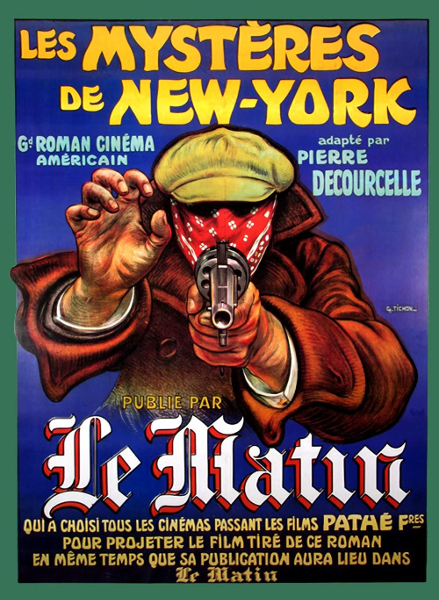 LES MYSTÈRES
DE NEW-YORK
Gd ROMAN CINÉMA
AMÉRICAIN
adapté par
PIERRE
DECOURCELLE
G. TICHON_
PUBLIÉ PAR
Le Matin
QUI A CHOISI TOUS LES CINÉMAS PASSANT LES FILMS PATHÉ FRES
POUR PROJETER LE FILM TIRÉ DE CE ROMAN
EN MÊME TEMPS QUE SA PUBLICATION AURA LIEU DANS
Le Matin